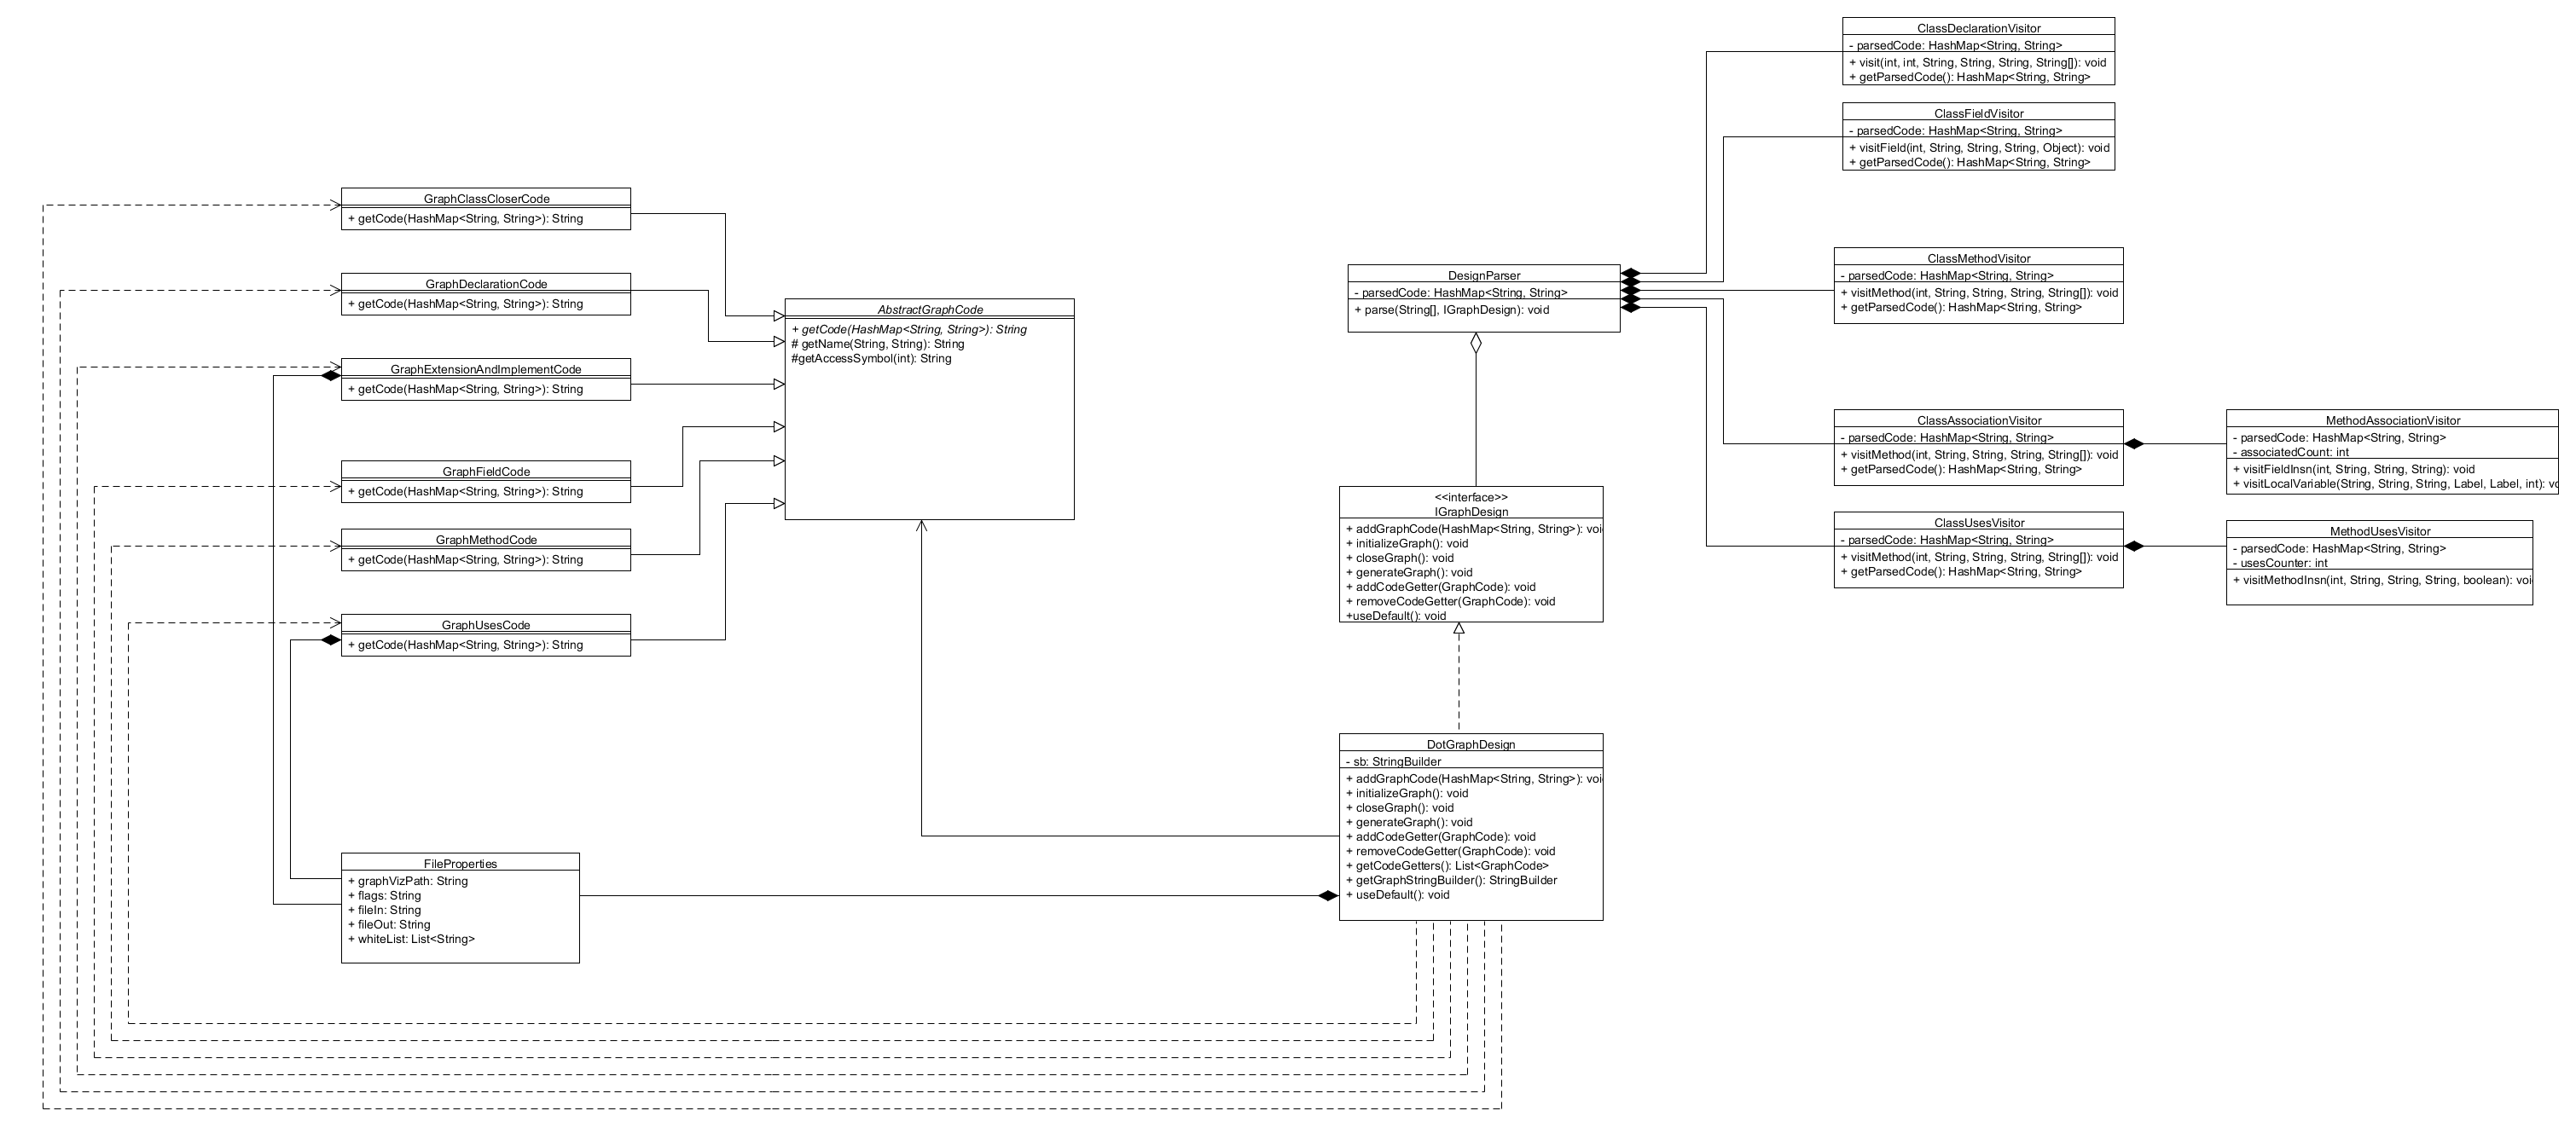 ClassDeclarationVisitor
- parsedCode: HashMap<String, String>
+ visit(int, int, String, String, String, String[]): void
+ getParsedCode(): HashMap<String, String>
ClassFieldVisitor
- parsedCode: HashMap<String, String>
+ visitField(int, String, String, String, Object): void
+ getParsedCode(): HashMap<String, String>
GraphClassCloserCode
+ getCode(HashMap<String, String>): String
GraphDeclarationCode
+ getCode(HashMap<String, String>): String
GraphExtensionAndImplementCode
+ getCode(HashMap<String, String>): String
GraphFieldCode
+ getCode(HashMap<String, String>): String
GraphMethodCode
+ getCode(HashMap<String, String>): String
GraphUsesCode
+ getCode(HashMap<String, String>): String
AbstractGraphCode
+ getCode(HashMap<String, String>): String
# getName(String, String): String
#getAccessSymbol(int): String
DesignParser
- parsedCode: HashMap<String, String>
+ parse(String[], IGraphDesign): void
ClassMethodVisitor
- parsedCode: HashMap<String, String>
+ visitMethod(int, String, String, String, String[]): void
+ getParsedCode(): HashMap<String, String>
ClassAssociationVisitor
- parsedCode: HashMap<String, String>
+ visitMethod(int, String, String, String, String[]): void
+ getParsedCode(): HashMap<String, String>
MethodAssociationVisitor
- parsedCode: HashMap<String, String>
- associatedCount: int
+ visitFieldInsn(int, String, String, String): void
+ visitLocalVariable(String, String, String, Label, Label, int):
ClassUsesVisitor
- parsedCode: HashMap<String, String>
+ visitMethod(int, String, String, String, String[]): void
+ getParsedCode(): HashMap<String, String>
MethodUsesVisitor
- parsedCode: HashMap<String, String>
- usesCounter: int
+ visitMethodInsn(int, String, String, String, boolean):
<<interface>>
IGraphDesign
+ addGraphCode(HashMap<String, String>):
+ initializeGraph(): void
+ closeGraph(): void
+ generateGraph(): void
+ addCodeGetter(GraphCode): void
+ removeCodeGetter(GraphCode): void
+useDefault(): void
DotGraphDesign
- sb: StringBuilder
+ addGraphCode(HashMap<String, String>):
+ initializeGraph(): void
+ closeGraph(): void
+ generateGraph(): void
+ addCodeGetter(GraphCode): void
+ removeCodeGetter(GraphCode): void
+ getCodeGetters(): List<GraphCode>
+ getGraphStringBuilder(): StringBuilder
+ useDefault(): void
FileProperties
+ graphVizPath: String
+ flags: String
+ fileIn: String
+ fileOut: String
+ whiteList: List<String>